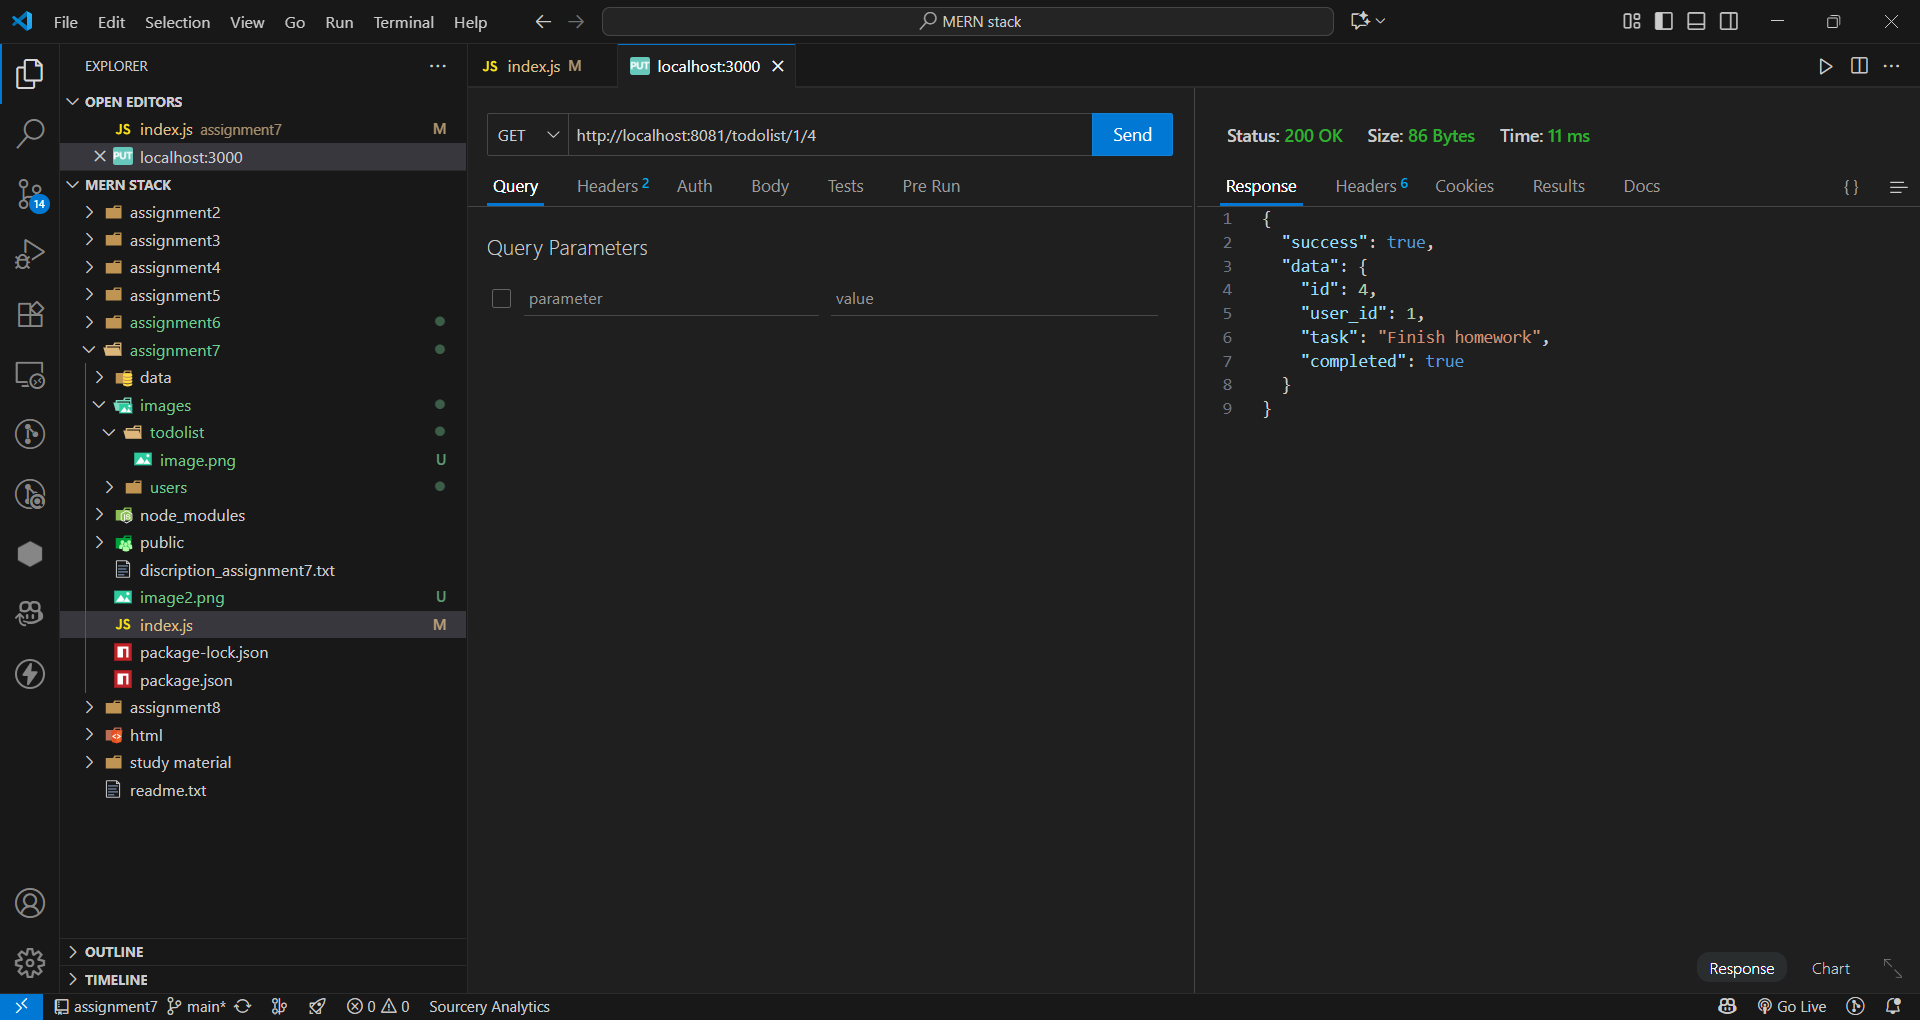 File Edit Selection View Go Run Terminal Help
MERN stack
EXPLORER
OPEN EDITORS
JS index.js assignment7 M
PUT localhost:3000
MERN STACK
assignment2
assignment3
assignment4
assignment5
assignment6
assignment7
data
images
todolist
image.png U
users
node_modules
public
discription_assignment7.txt
image2.png U
JS index.js M
package-lock.json
package.json
assignment8
html
study material
readme.txt
OUTLINE
TIMELINE
14
JS index.js M
PUT localhost:3000
GET http://localhost:8081/todolist/1/4 Send
Query Headers 2 Auth Body Tests Pre Run
Query Parameters
parameter value
Status: 200 OK Size: 86 Bytes Time: 11 ms
Response Headers 6 Cookies Results Docs { }
1 {
2 "success": true,
3 "data": {
4 "id": 4,
5 "user_id": 1,
6 "task": "Finish homework",
7 "completed": true
8 }
9 }
Response Chart
assignment7 main* 0 0 Sourcery Analytics Go Live